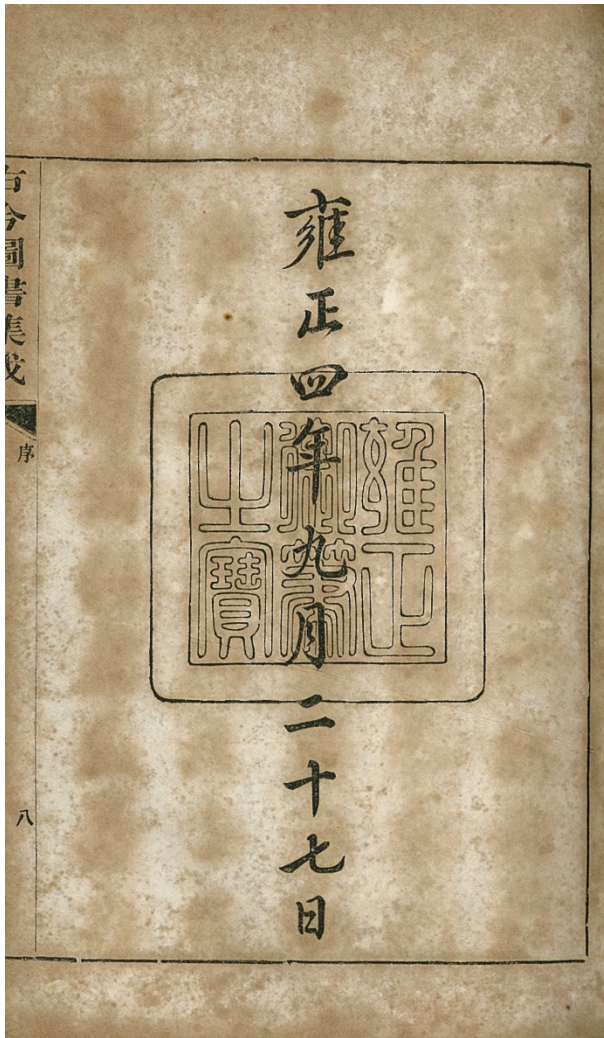 雍正四年九月二十七日
雍正
御筆
之寶
古今圖書集成
序
八